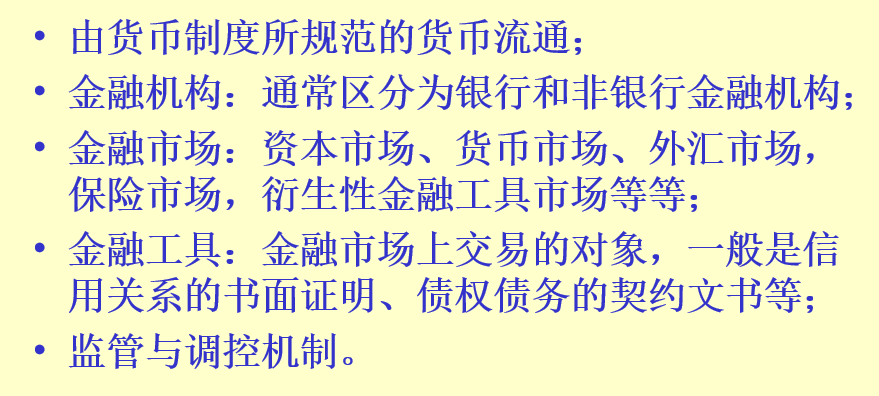 • 由货币制度所规范的货币流通；
• 金融机构：通常区分为银行和非银行金融机构；
• 金融市场：资本市场、货币市场、外汇市场，
保险市场，衍生性金融工具市场等等；
• 金融工具：金融市场上交易的对象，一般是信
用关系的书面证明、债权债务的契约文书等；
• 监管与调控机制。